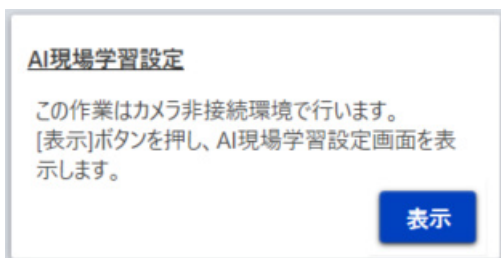 AI現場学習設定
この作業はカメラ非接続環境で行います。
[表示]ボタンを押し、AI現場学習設定画面を表
示します。
表示